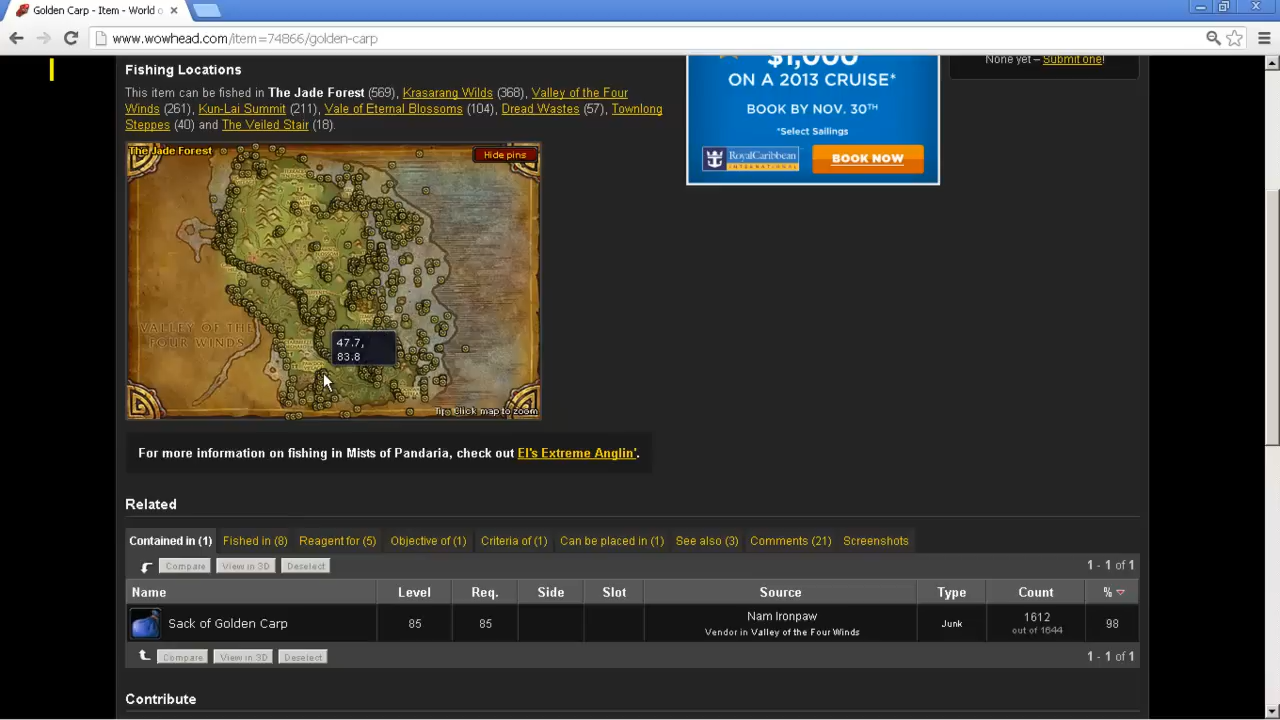 Golden Carp - Item - World o
www.wowhead.com/item=74866/golden-carp
Fishing Locations
This item can be fished in The Jade Forest (569), Krasarang Wilds (368), Valley of the Four
Winds (261), Kun-Lai Summit (211), Vale of Eternal Blossoms (104), Dread Wastes (57), Townlong
Steppes (40) and The Veiled Stair (18).
$1,000
ON A 2013 CRUISE*
BOOK BY NOV. 30TH
*Select Sailings
RoyalCaribbean
INTERNATIONAL
BOOK NOW
None yet – Submit one!
The Jade Forest
Hide pins
VALLEY OF THE
FOUR WINDS
47.7,
83.8
Tip: Click map to zoom
For more information on fishing in Mists of Pandaria, check out El's Extreme Anglin'.
Related
Contained in (1) Fished in (8) Reagent for (5) Objective of (1) Criteria of (1) Can be placed in (1) See also (3) Comments (21) Screenshots
Compare View in 3D Deselect 1 - 1 of 1
Name Level Req. Side Slot Source Type Count %
Sack of Golden Carp 85 85 Nam Ironpaw Junk 1612 98
Vendor in Valley of the Four Winds out of 1644
Compare View in 3D Deselect 1 - 1 of 1
Contribute